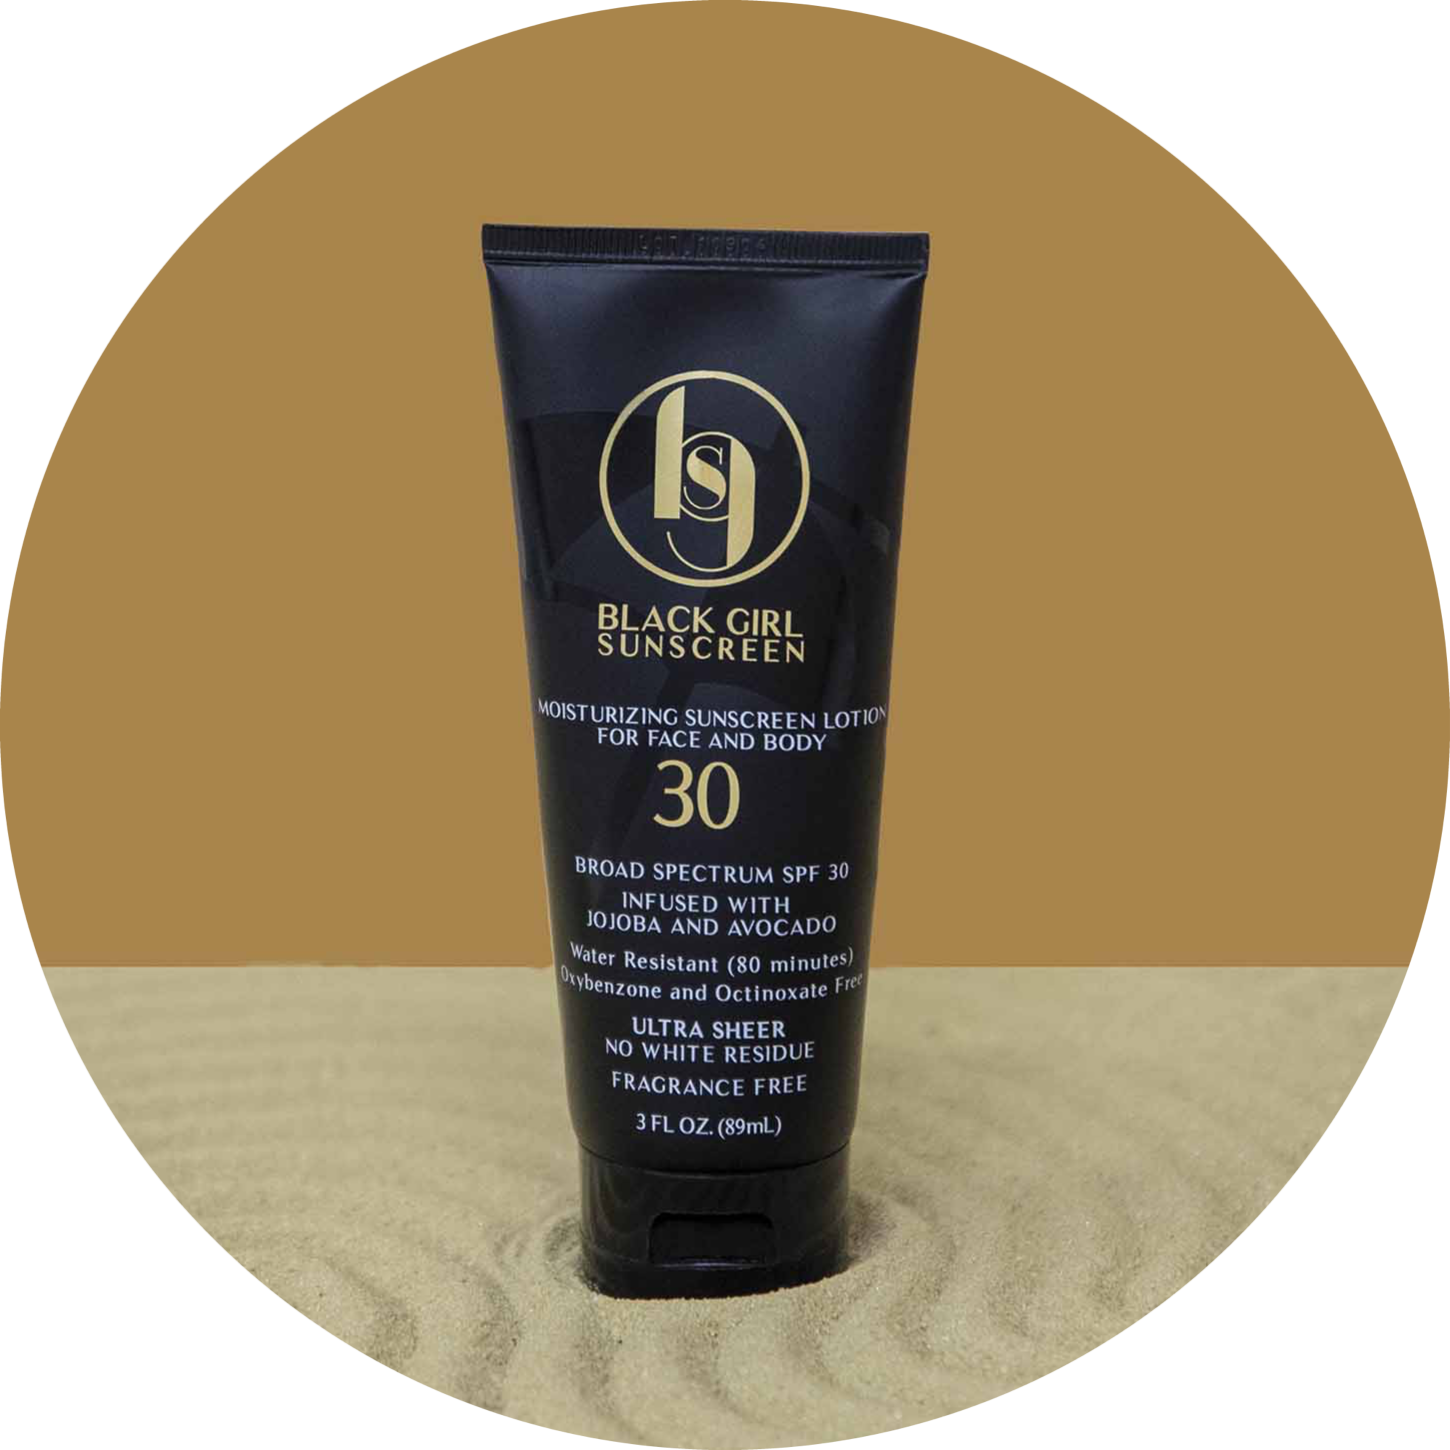 bsg
BLACK GIRL
SUNSCREEN
MOISTURIZING SUNSCREEN LOTION
FOR FACE AND BODY
30
BROAD SPECTRUM SPF 30
INFUSED WITH
JOJOBA AND AVOCADO
Water Resistant (80 minutes)
Oxybenzone and Octinoxate Free
ULTRA SHEER
NO WHITE RESIDUE
FRAGRANCE FREE
3 FL OZ. (89mL)